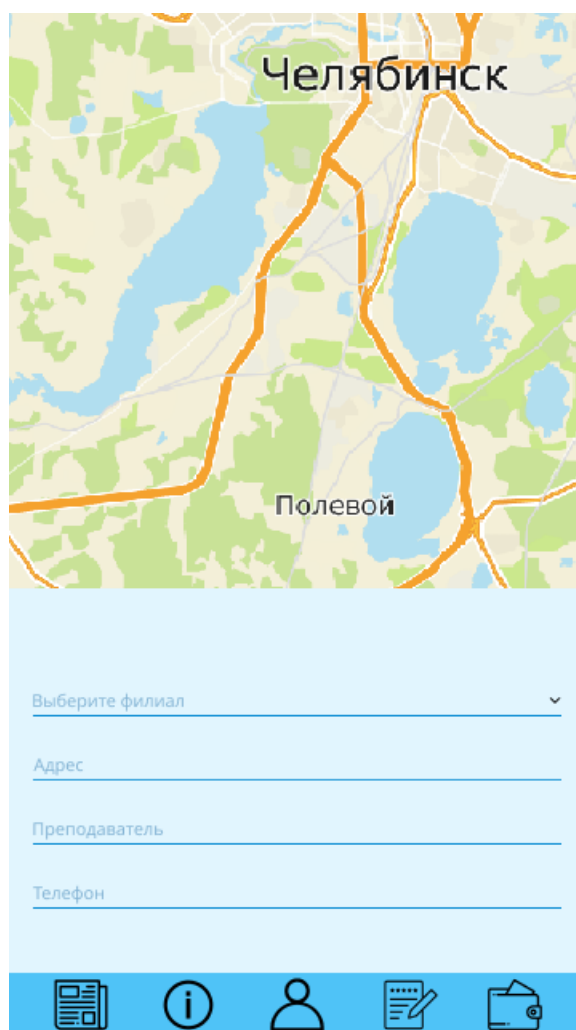 Челябинск
Полевой
Выберите филиал
Адрес
Преподаватель
Телефон